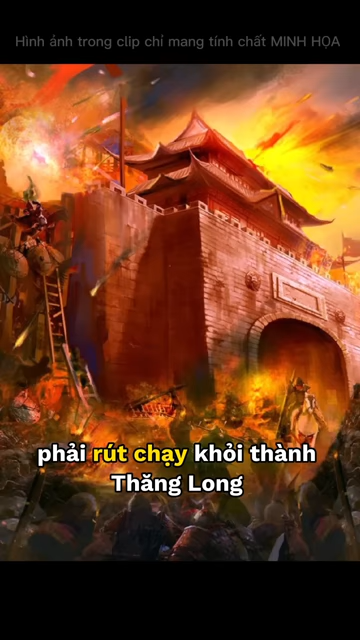 Hình ảnh trong clip chỉ mang tính chất MINH HỌA
phải rút chạy khỏi thành
Thăng Long